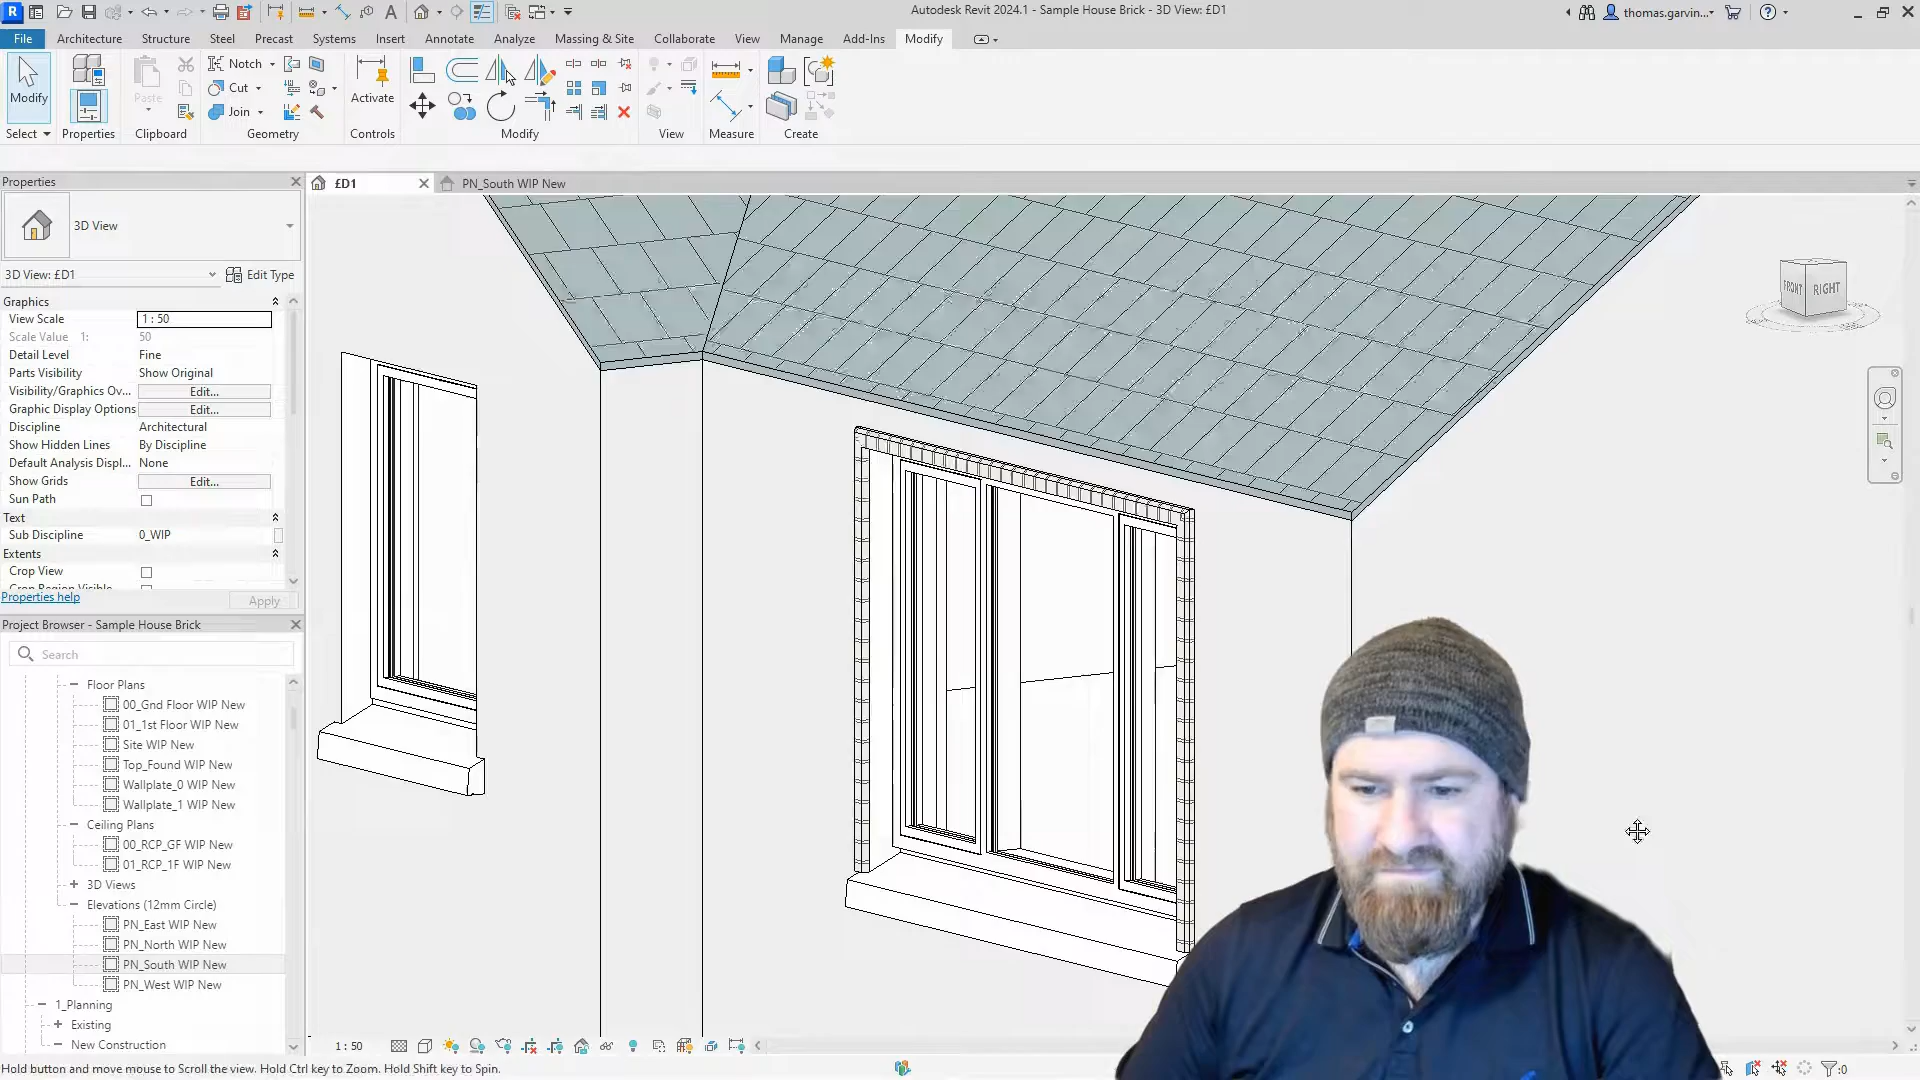 Autodesk Revit 2024.1 - Sample House Brick - 3D View: £D1
thomas.garvin...
File Architecture Structure Steel Precast Systems Insert Annotate Analyze Massing & Site Collaborate View Manage Add-Ins Modify
Modify
Select
Properties
Paste
Clipboard
Notch
Cut
Join
Geometry
Activate
Controls
Modify
View
Measure
Create
Properties
£D1
PN_South WIP New
3D View
3D View: £D1
Edit Type
Graphics
View Scale 1 : 50
Scale Value 1: 50
Detail Level Fine
Parts Visibility Show Original
Visibility/Graphics Ov... Edit...
Graphic Display Options Edit...
Discipline Architectural
Show Hidden Lines By Discipline
Default Analysis Displ... None
Show Grids Edit...
Sun Path
Text
Sub Discipline 0_WIP
Extents
Crop View
Crop Region Visible
Properties help
Apply
Project Browser - Sample House Brick
Search
Floor Plans
00_Gnd Floor WIP New
01_1st Floor WIP New
Site WIP New
Top_Found WIP New
Wallplate_0 WIP New
Wallplate_1 WIP New
Ceiling Plans
00_RCP_GF WIP New
01_RCP_1F WIP New
3D Views
Elevations (12mm Circle)
PN_East WIP New
PN_North WIP New
PN_South WIP New
PN_West WIP New
1_Planning
Existing
New Construction
FRONT RIGHT
1 : 50
Hold button and move mouse to Scroll the view. Hold Ctrl key to Zoom. Hold Shift key to Spin.
:0